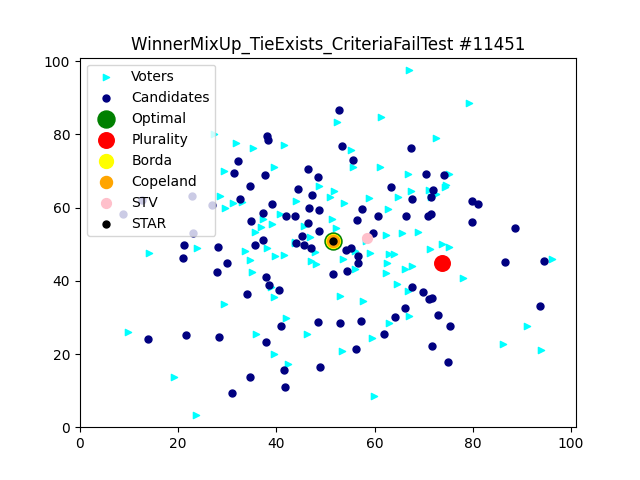 WinnerMixUp_TieExists_CriteriaFailTest #11451
100
80
60
40
20
0
Voters
Candidates
Optimal
Plurality
Borda
Copeland
STV
STAR
0 20 40 60 80 100